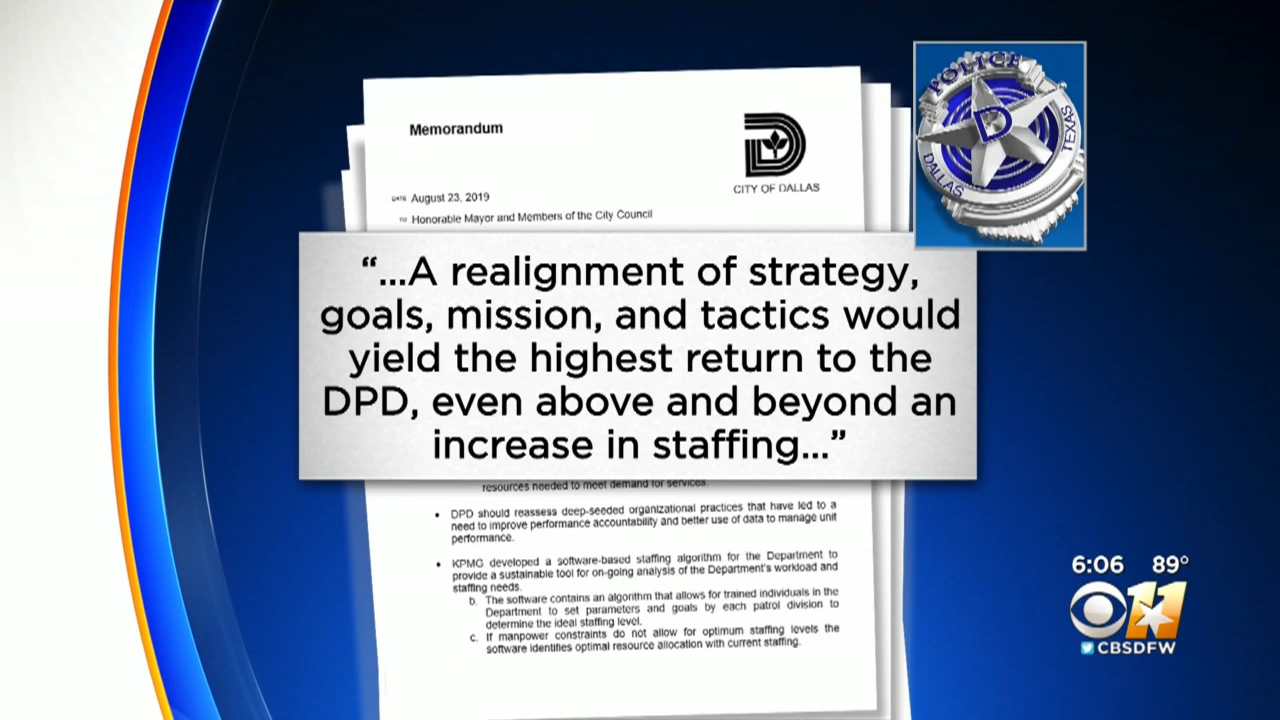 Memorandum
CITY OF DALLAS
DATE August 23, 2019
TO Honorable Mayor and Members of the City Council
POLICE
D
DALLAS
TEXAS
“...A realignment of strategy,
goals, mission, and tactics would
yield the highest return to the
DPD, even above and beyond an
increase in staffing...”
resources needed to meet demand for services.
• DPD should reassess deep-seeded organizational practices that have led to a
need to improve performance accountability and better use of data to manage unit
performance.
• KPMG developed a software-based staffing algorithm for the Department to
provide a sustainable tool for on-going analysis of the Department's workload and
staffing needs.
b. The software contains an algorithm that allows for trained individuals in the
Department to set parameters and goals by each patrol division to
determine the ideal staffing level.
c. If manpower constraints do not allow for optimum staffing levels the
software identifies optimal resource allocation with current staffing.
6:06 89°
11
CBSDFW